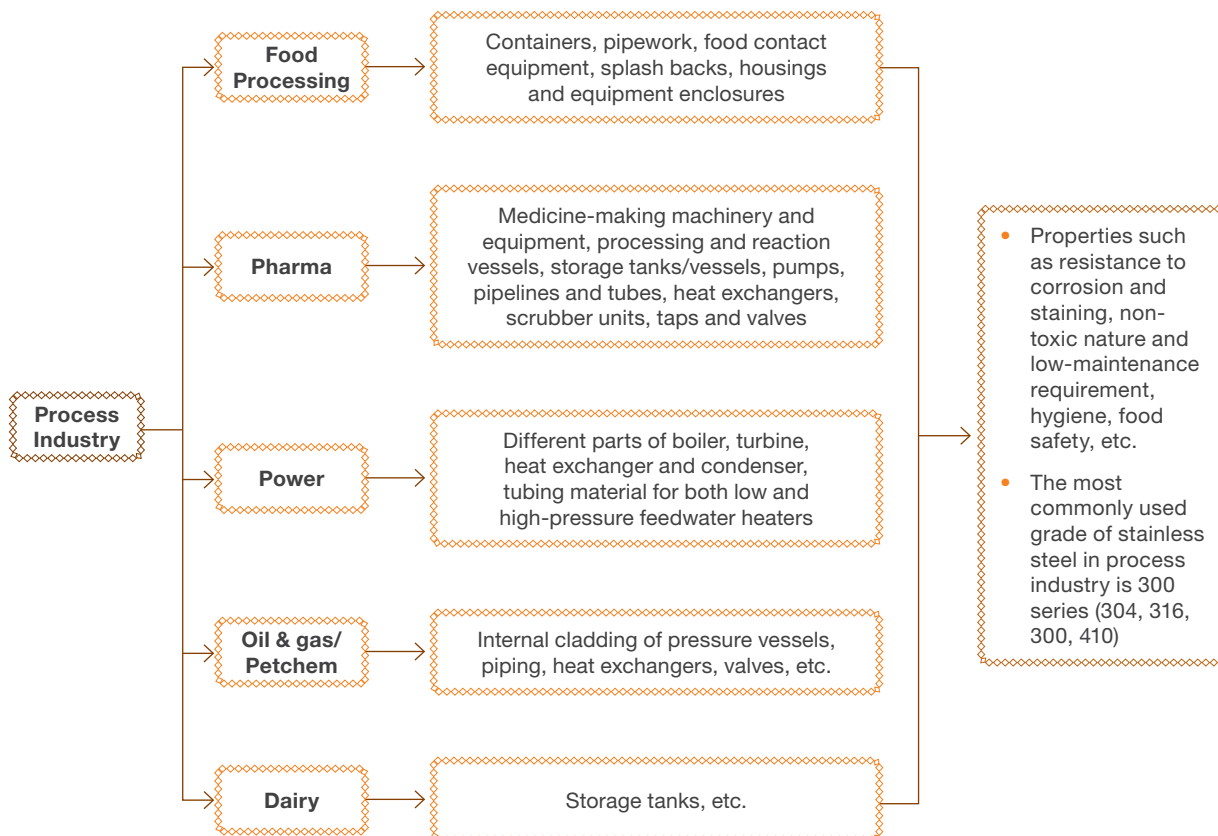 Process
Industry
Food
Processing
Containers, pipework, food contact
equipment, splash backs, housings
and equipment enclosures
Pharma
Medicine-making machinery and
equipment, processing and reaction
vessels, storage tanks/vessels, pumps,
pipelines and tubes, heat exchangers,
scrubber units, taps and valves
Power
Different parts of boiler, turbine,
heat exchanger and condenser,
tubing material for both low and
high-pressure feedwater heaters
Oil & gas/
Petchem
Internal cladding of pressure vessels,
piping, heat exchangers, valves, etc.
Dairy
Storage tanks, etc.
• Properties such
as resistance to
corrosion and
staining, non-
toxic nature and
low-maintenance
requirement,
hygiene, food
safety, etc.
• The most
commonly used
grade of stainless
steel in process
industry is 300
series (304, 316,
300, 410)